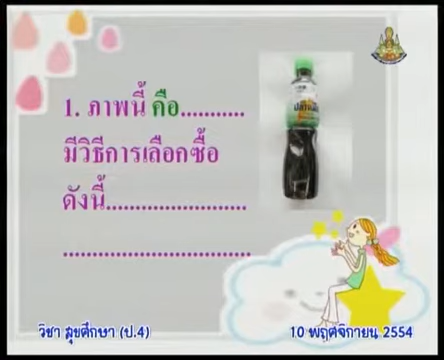 1. ภาพนี้ คือ...........
มีวิธีการเลือกซื้อ
ดังนี้........................
................................
วิชา สุขศึกษา (ป.4)
10 พฤศจิกายน 2554